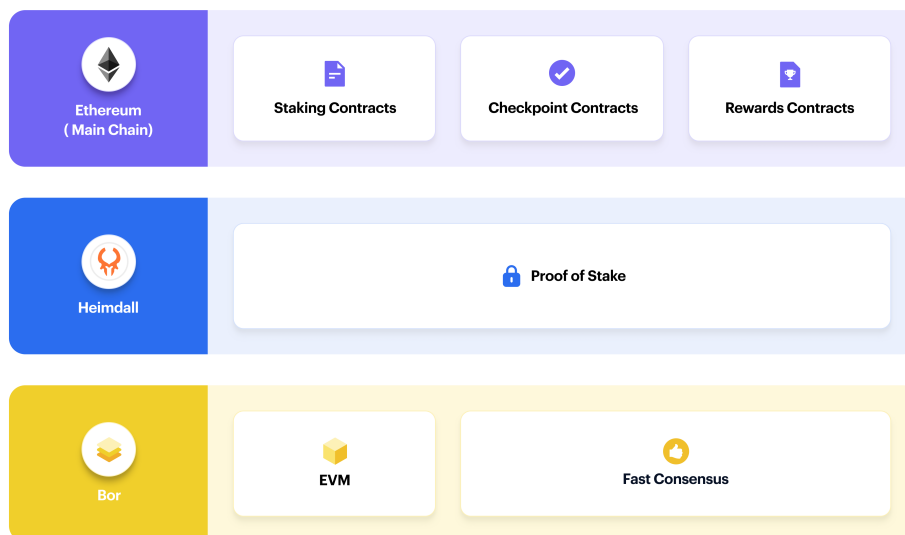 Ethereum
( Main Chain)
Staking Contracts
Checkpoint Contracts
Rewards Contracts
Heimdall
Proof of Stake
Bor
EVM
Fast Consensus